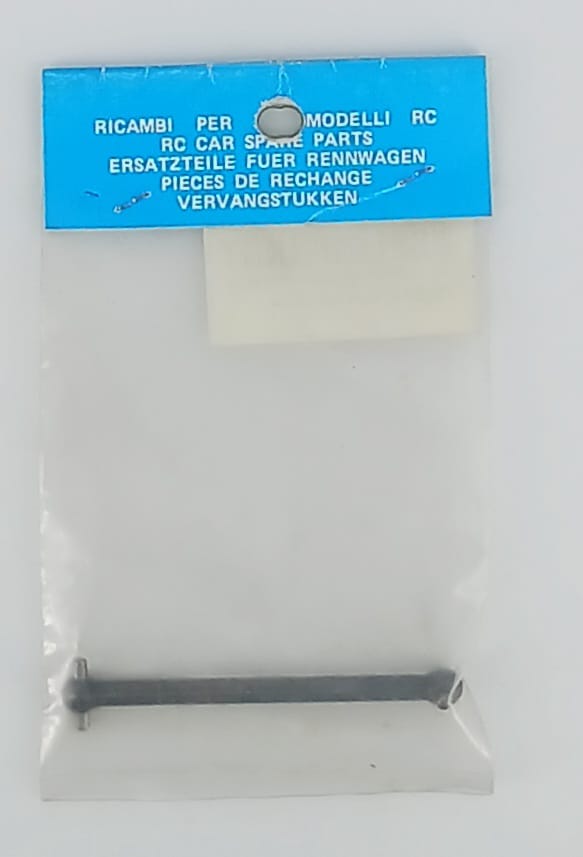 RICAMBI PER MODELLI RC
RC CAR SPARE PARTS
ERSATZTEILE FUER RENNWAGEN
PIECES DE RECHANGE
VERVANGSTUKKEN